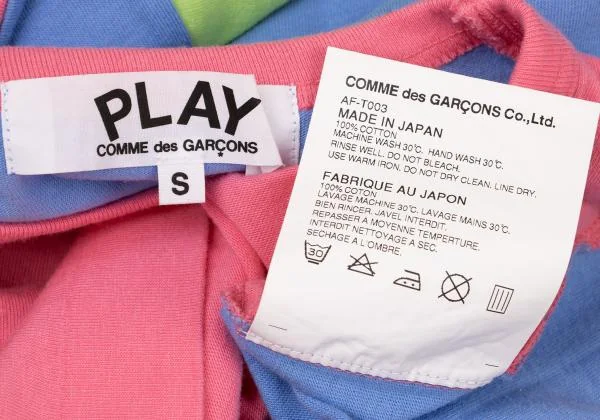 PLAY
COMME des GARÇONS
S
COMME des GARÇONS Co.,Ltd.
AF-T003
MADE IN JAPAN
100% COTTON
MACHINE WASH 30℃. HAND WASH 30℃.
RINSE WELL. DO NOT BLEACH.
USE WARM IRON. DO NOT DRY CLEAN. LINE DRY.
FABRIQUE AU JAPON
100% COTON
LAVAGE MACHINE 30℃. LAVAGE MAINS 30℃.
BIEN RINCER. JAVEL INTERDIT.
REPASSER A MOYENNE TEMPERTURE.
INTERDIT NETTOYAGE A SEC.
SECHAGE A L'OMBRE.
30